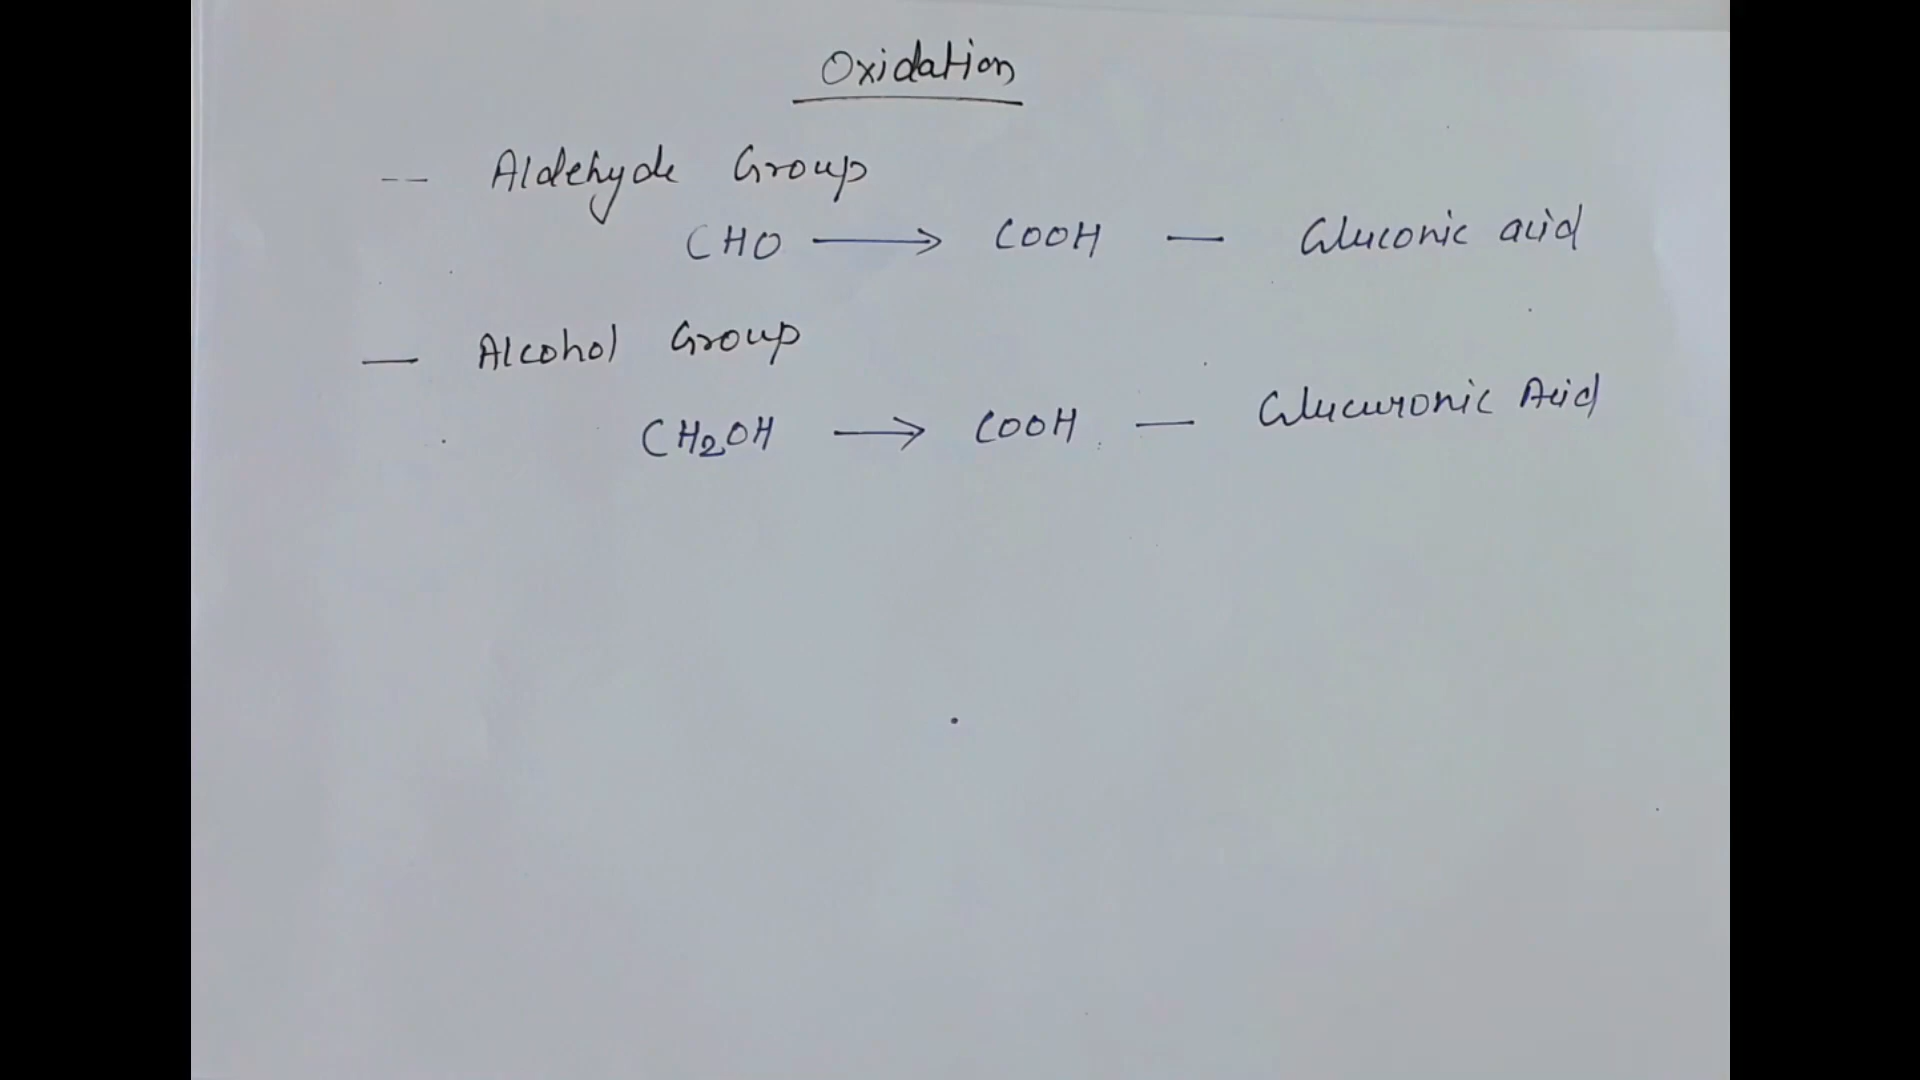 Oxidation
-- Aldehyde Group
CHO → COOH — Gluconic acid
— Alcohol Group
CH2OH → COOH — Glucuronic Acid